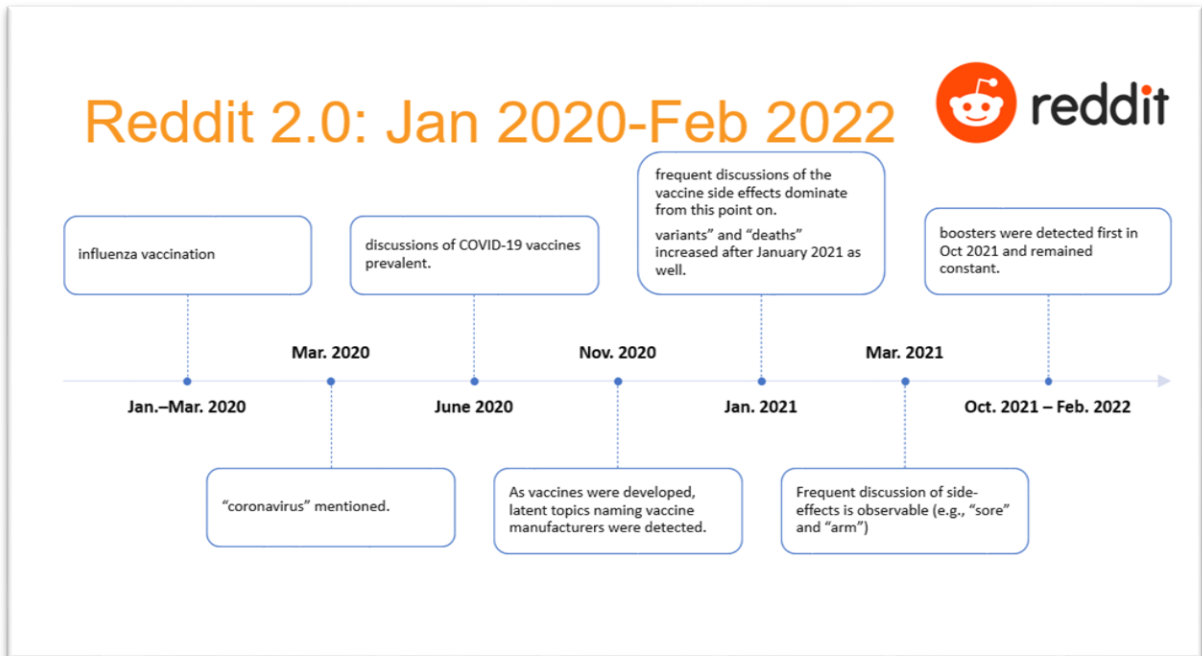 Reddit 2.0: Jan 2020-Feb 2022
reddit
influenza vaccination
discussions of COVID-19 vaccines
prevalent.
frequent discussions of the
vaccine side effects dominate
from this point on.
variants” and “deaths”
increased after January 2021 as
well.
boosters were detected first in
Oct 2021 and remained
constant.
Mar. 2020
Nov. 2020
Mar. 2021
Jan.–Mar. 2020
June 2020
Jan. 2021
Oct. 2021 – Feb. 2022
“coronavirus” mentioned.
As vaccines were developed,
latent topics naming vaccine
manufacturers were detected.
Frequent discussion of side-
effects is observable (e.g., “sore”
and “arm”)